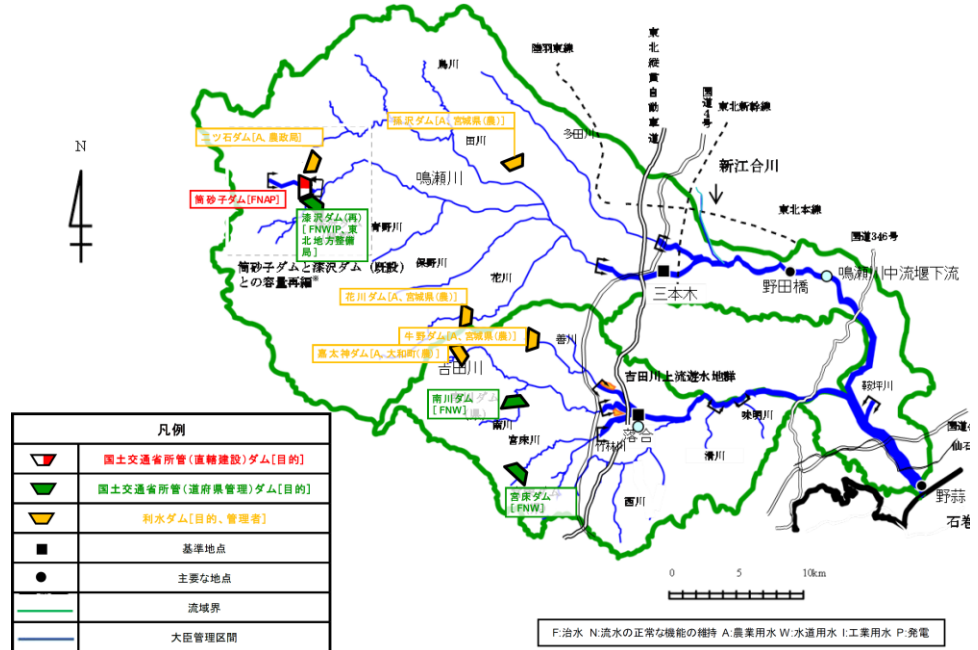 陸羽東線
東北縦貫自動車道
国道4号
東北新幹線
鳥川
孫沢ダム[A、宮城県(農)]
二ツ石ダム[A、農政局]
田川
多田川
新江合川
N
鳴瀬川
筒砂子ダム[FNAP]
東北本線
漆沢ダム(再)
[FNWIP、東
北地方整備
局]
青野川
国道346号
筒砂子ダムと漆沢ダム(既設)
との容量再編※
保野川
花川
三本木
野田橋
鳴瀬川中流堰下流
花川ダム[A、宮城県(農)]
牛野ダム[A、宮城県(農)]
嘉太神ダム[A、大和町(農)]
善川
吉田川
吉田川上流遊水地群
鞍坪川
南川ダム
[FNW]
味明川
南川
宮床川
竹林川
落合
滑川
仙石
宮床ダム
[FNW]
西川
野蒜
石巻
凡例
国土交通省所管(直轄建設)ダム[目的]
国土交通省所管(道府県管理)ダム[目的]
利水ダム[目的、管理者]
基準地点
主要な地点
流域界
大臣管理区間
0 5 10km
F:治水 N:流水の正常な機能の維持 A:農業用水 W:水道用水 I:工業用水 P:発電